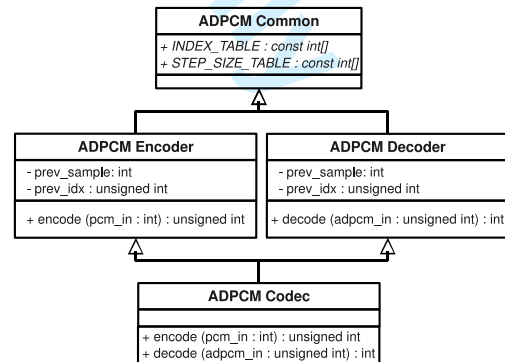 ADPCM Common
+ INDEX_TABLE : const int[]
+ STEP_SIZE_TABLE : const int[]
ADPCM Encoder
- prev_sample: int
- prev_idx : unsigned int
+ encode (pcm_in : int) : unsigned int
ADPCM Decoder
- prev_sample: int
- prev_idx : unsigned int
+ decode (adpcm_in : unsigned int) : int
ADPCM Codec
+ encode (pcm_in : int) : unsigned int
+ decode (adpcm_in : unsigned int) : int